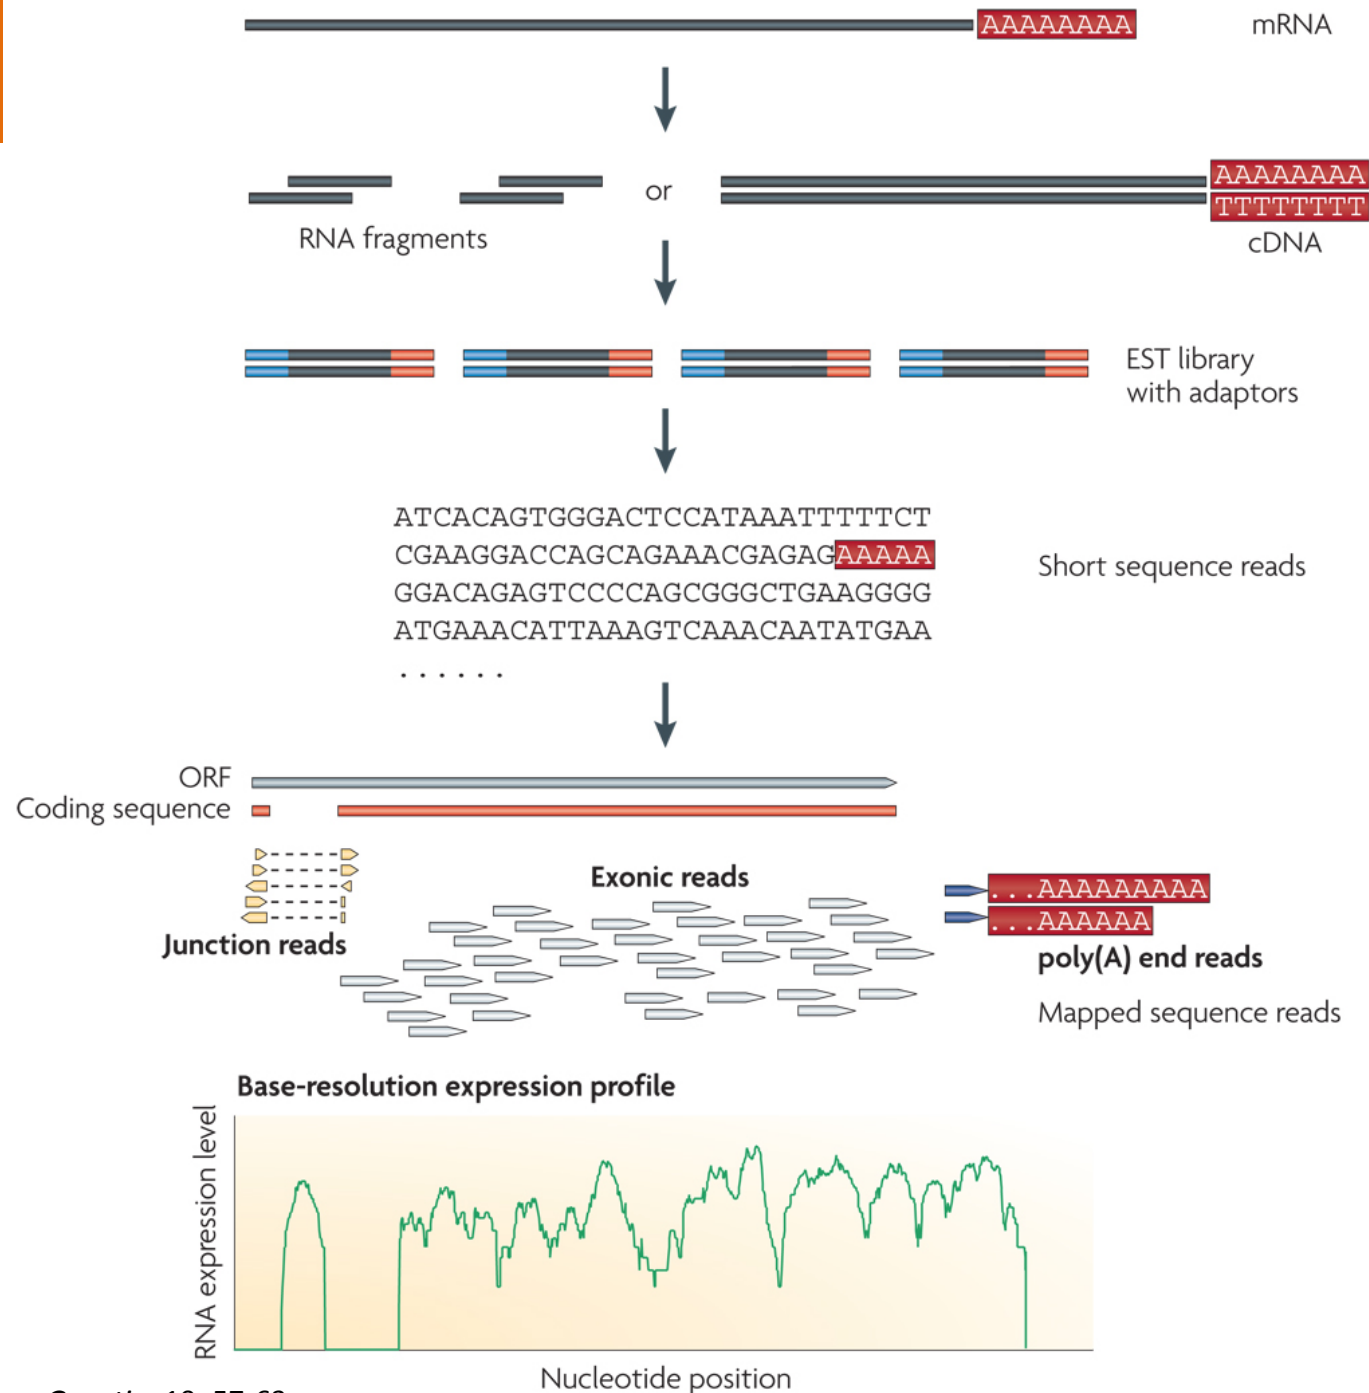 AAAAAAAA
mRNA
or
AAAAAAAA
TTTTTTTT
RNA fragments
cDNA
EST library
with adaptors
ATCACAGTGGGACTCCATAAATTTTTCT
CGAAGGACCAGCAGAAACGAGAGAAAAA
GGACAGAGTCCCCAGCGGGCTGAAGGGG
ATGAAACATTAAAGTCAAACAATATGAA
. . . . . .
Short sequence reads
ORF
Coding sequence
Exonic reads
...AAAAAAAAA
...AAAAAA
Junction reads
poly(A) end reads
Mapped sequence reads
Base-resolution expression profile
RNA expression level
Nucleotide position